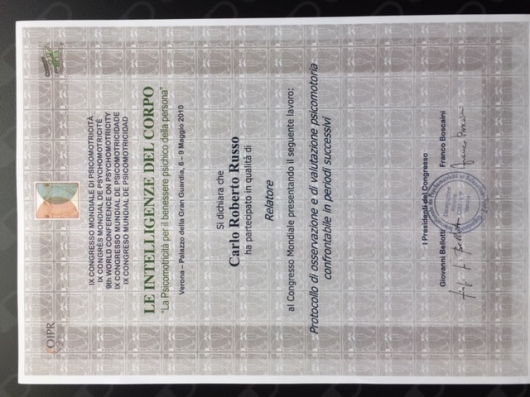 OIPR
IX CONGRESSO MONDIALE DI PSICOMOTRICITÀ
IX CONGRÈS MONDIAL DE PSYCHOMOTRICITÉ
9th WORLD CONFERENCE ON PSYCHOMOTRICITY
IX CONGRESSO MUNDIAL DE PSICOMOTRICIDADE
IX CONGRESO MUNDIAL DE PSICOMOTRICIDAD
LE INTELLIGENZE DEL CORPO
"La Psicomotricità per il benessere psichico della persona"
Verona – Palazzo della Gran Guardia, 6 – 9 Maggio 2010
Si dichiara che
Carlo Roberto Russo
ha partecipato in qualità di
Relatore
al Congresso Mondiale presentando il seguente lavoro:
Protocollo di osservazione e di valutazione psicomotoria
confrontabile in periodi successivi
I Presidenti del Congresso
Giovanni Bellotti Franco Boscaini